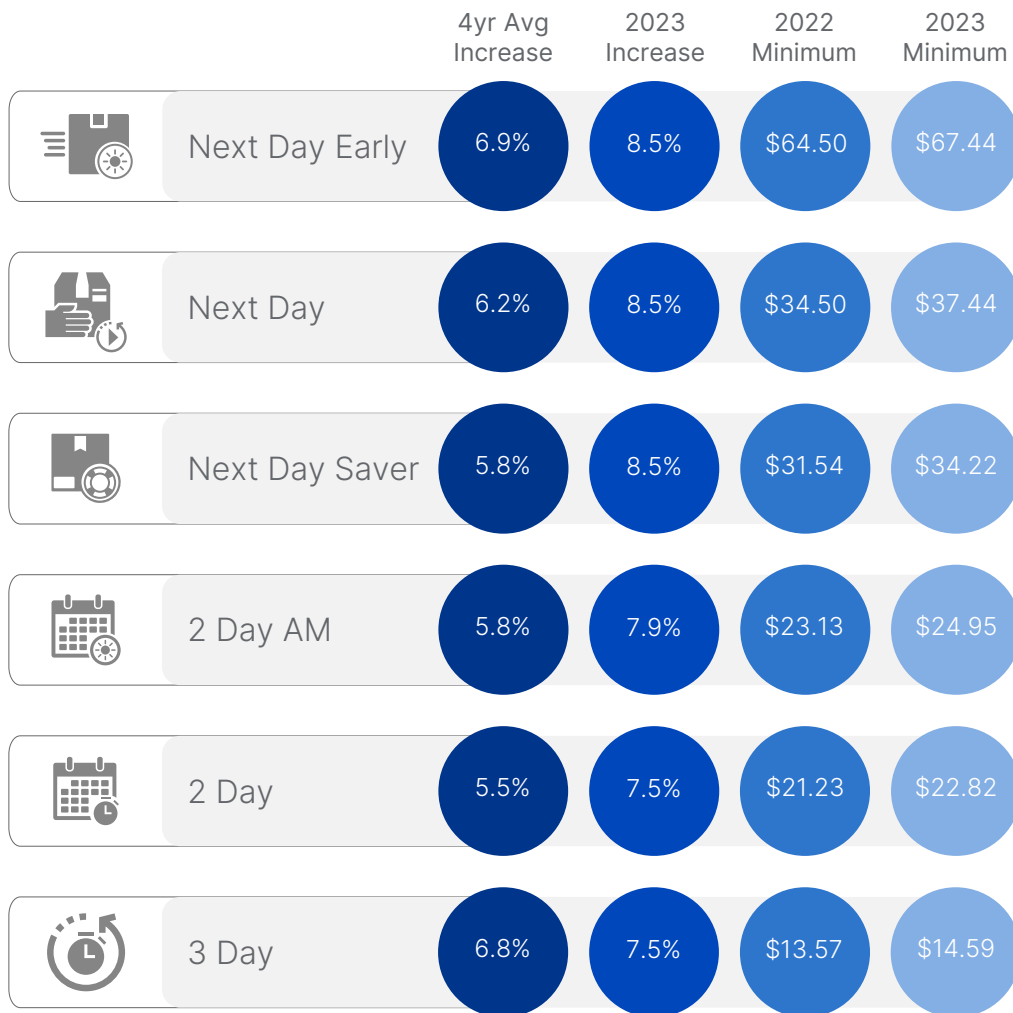 4yr Avg Increase
2023 Increase
2022 Minimum
2023 Minimum
Next Day Early 6.9% 8.5% $64.50 $67.44
Next Day 6.2% 8.5% $34.50 $37.44
Next Day Saver 5.8% 8.5% $31.54 $34.22
2 Day AM 5.8% 7.9% $23.13 $24.95
2 Day 5.5% 7.5% $21.23 $22.82
3 Day 6.8% 7.5% $13.57 $14.59